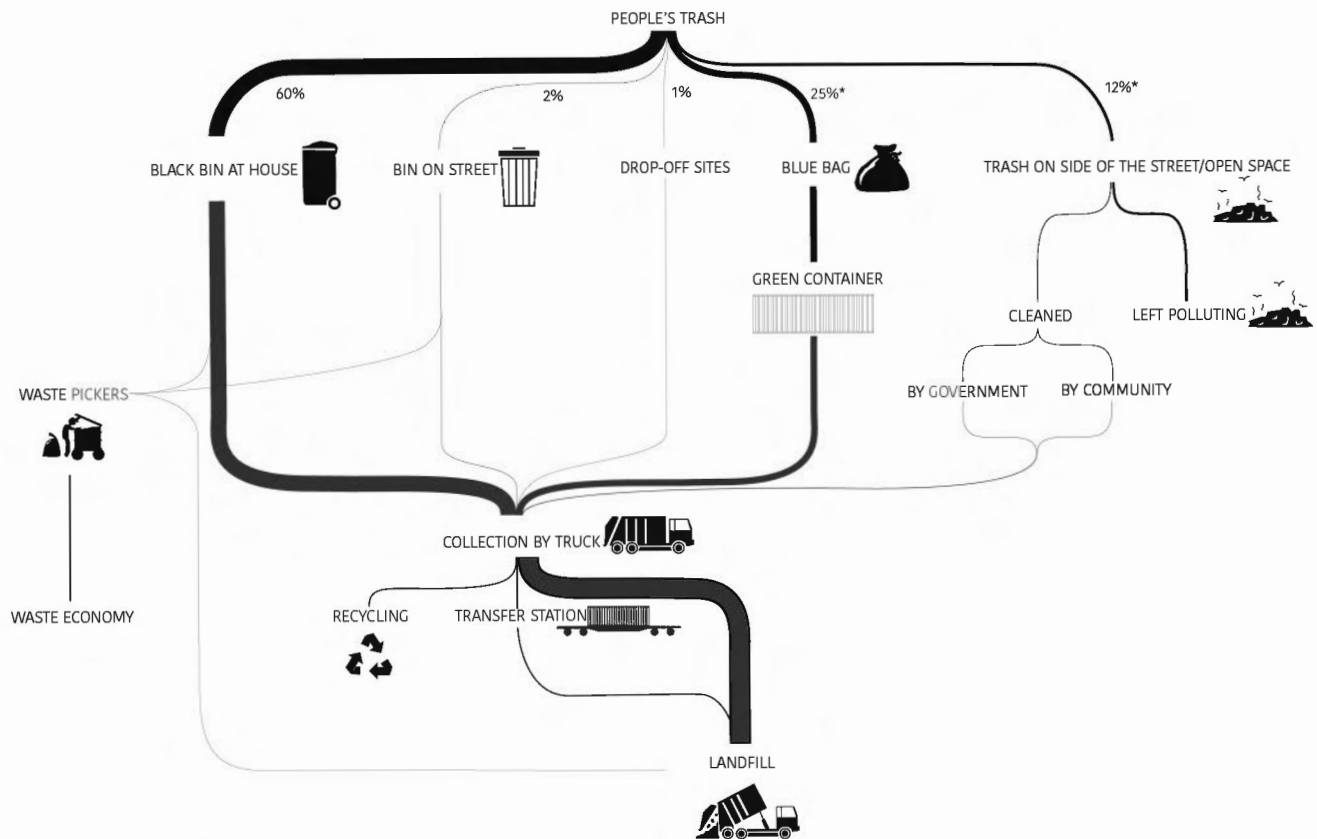 PEOPLE'S TRASH
60%
2%
1%
25%*
12%*
BLACK BIN AT HOUSE
BIN ON STREET
DROP-OFF SITES
BLUE BAG
TRASH ON SIDE OF THE STREET/OPEN SPACE
GREEN CONTAINER
CLEANED
LEFT POLLUTING
WASTE PICKERS
BY GOVERNMENT
BY COMMUNITY
COLLECTION BY TRUCK
WASTE ECONOMY
RECYCLING
TRANSFER STATION
LANDFILL